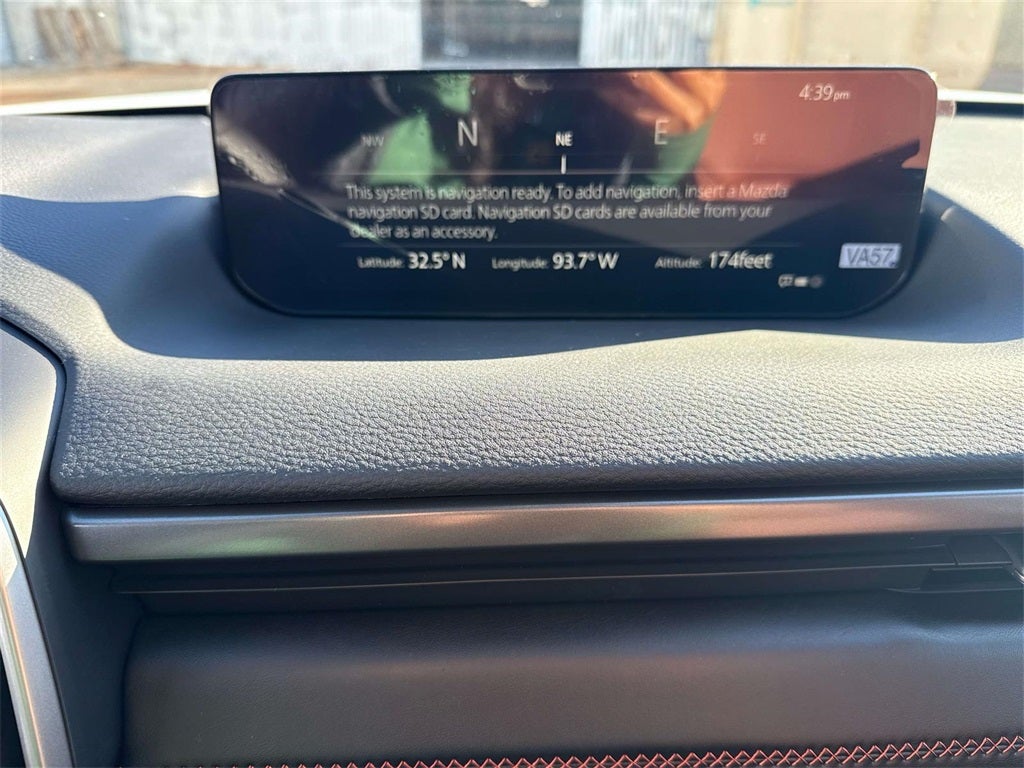 4:39pm
NW N NE E SE
This system is navigation ready. To add navigation, insert a Mazda
navigation SD card. Navigation SD cards are available from your
dealer as an accessory.
Latitude: 32.5° N Longitude: 93.7° W Altitude: 174feet
VA57